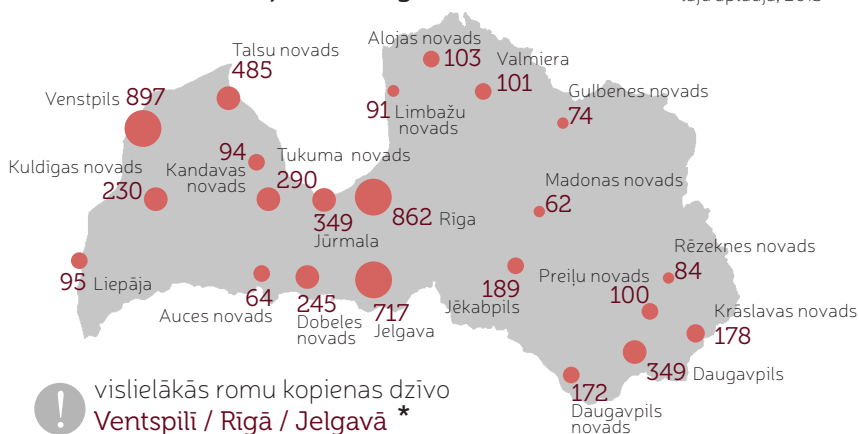 Talsu novads
485
Alojas novads
103
Valmiera
101
Venstpils 897
91 Limbažu
novads
Gulbenes novads
74
Kuldīgas novads
230
94
Kandavas
novads
Tukuma novads
290
349
Jūrmala
862 Rīga
Madonas novads
62
95 Liepāja
64
Auces novads
245
Dobeles
novads
717
Jelgava
189
Jēkabpils
Rēzeknes novads
84
Preiļu novads
100
Krāslavas novads
178
349 Daugavpils
172
Daugavpils
novads
! vislielākās romu kopienas dzīvo
Ventspilī / Rīgā / Jelgavā *